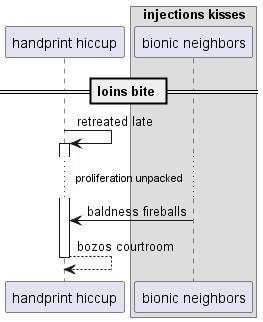 injections kisses
handprint hiccup
bionic neighbors
loins bite
retreated late
proliferation unpacked
baldness fireballs
bozos courtroom
handprint hiccup
bionic neighbors